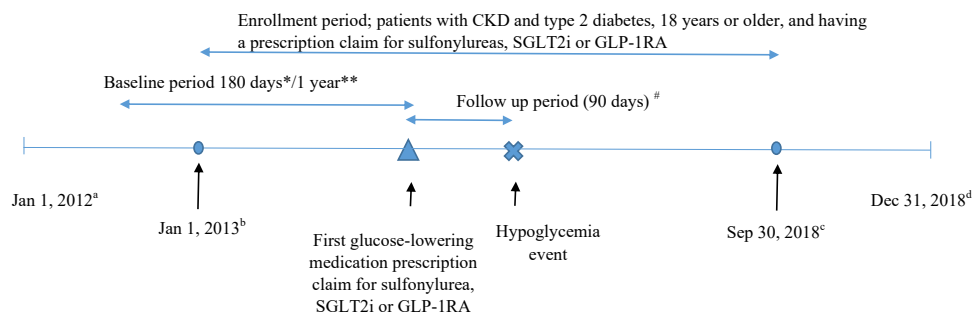 Enrollment period; patients with CKD and type 2 diabetes, 18 years or older, and having
a prescription claim for sulfonylureas, SGLT2i or GLP-1RA
Baseline period 180 days*/1 year**
Follow up period (90 days) #
Jan 1, 2012a
Jan 1, 2013b
First glucose-lowering
medication prescription
claim for sulfonylurea,
SGLT2i or GLP-1RA
Hypoglycemia
event
Sep 30, 2018c
Dec 31, 2018d